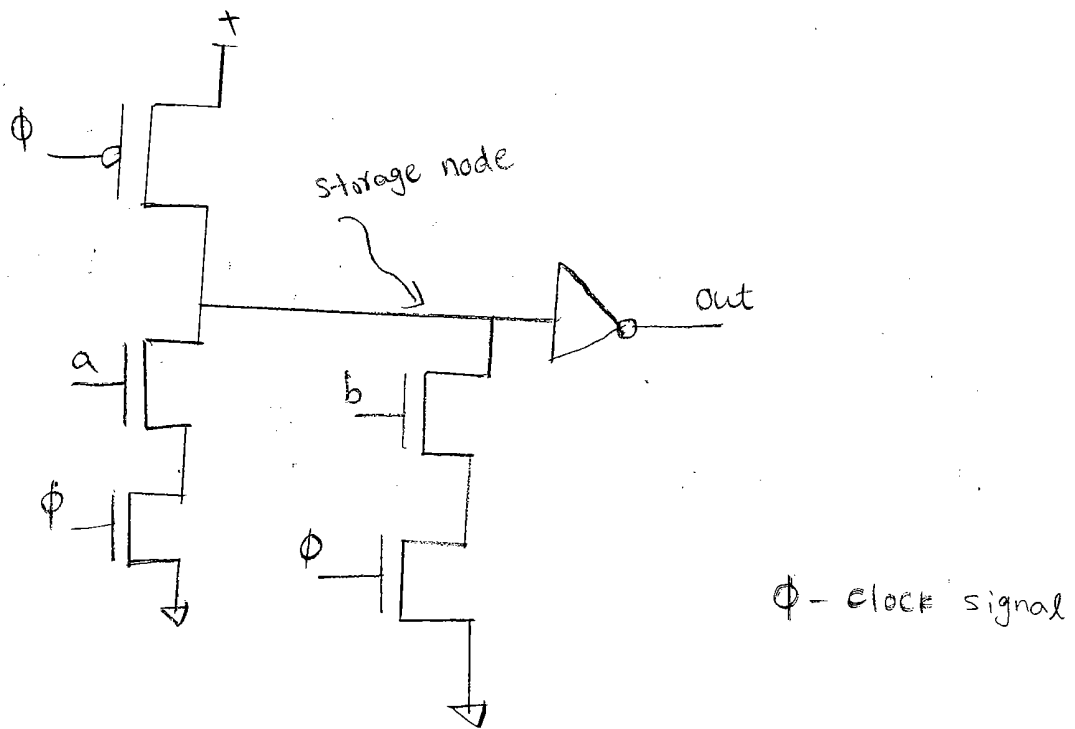 +
ϕ
storage node
out
a
b
ϕ
ϕ
ϕ - clock signal